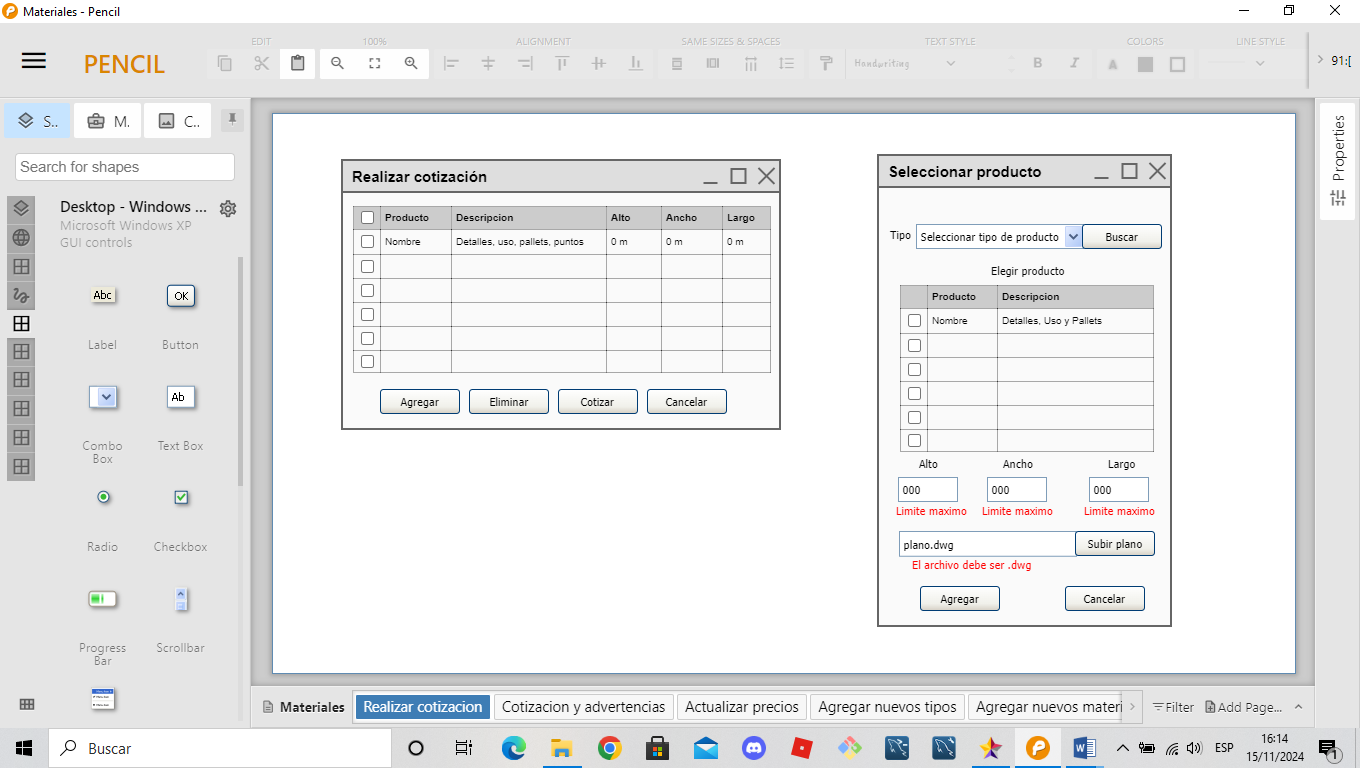 Materiales - Pencil
PENCIL
EDIT
100%
ALIGNMENT
SAME SIZES & SPACES
TEXT STYLE
COLORS
LINE STYLE
Handwriting
B
I
A
91:[
S..
M.
C..
Search for shapes
Desktop - Windows ...
Microsoft Windows XP
GUI controls
Abc
OK
Label
Button
Ab
Combo
Box
Text Box
Radio
Checkbox
Progress
Bar
Scrollbar
Realizar cotización
Producto Descripcion Alto Ancho Largo
Nombre Detalles, uso, pallets, puntos 0 m 0 m 0 m
Agregar Eliminar Cotizar Cancelar
Seleccionar producto
Tipo Seleccionar tipo de producto Buscar
Elegir producto
Producto Descripcion
Nombre Detalles, Uso y Pallets
Alto Ancho Largo
000 000 000
Limite maximo Limite maximo Limite maximo
plano.dwg Subir plano
El archivo debe ser .dwg
Agregar Cancelar
Properties
Materiales
Realizar cotizacion
Cotizacion y advertencias
Actualizar precios
Agregar nuevos tipos
Agregar nuevos materi
Filter
Add Page...
Buscar
ESP
16:14
15/11/2024
1